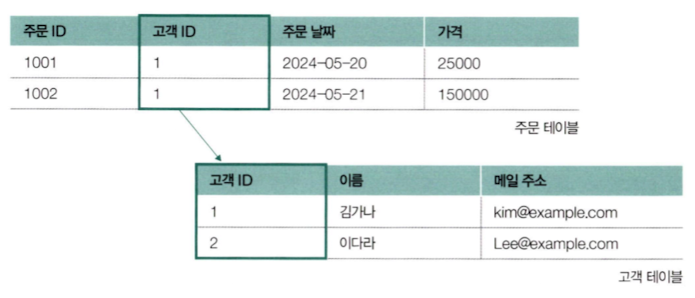 주문 ID 고객 ID 주문 날짜 가격
1001 1 2024-05-20 25000
1002 1 2024-05-21 150000
주문 테이블
고객 ID 이름 메일 주소
1 김가나 kim@example.com
2 이다라 Lee@example.com
고객 테이블